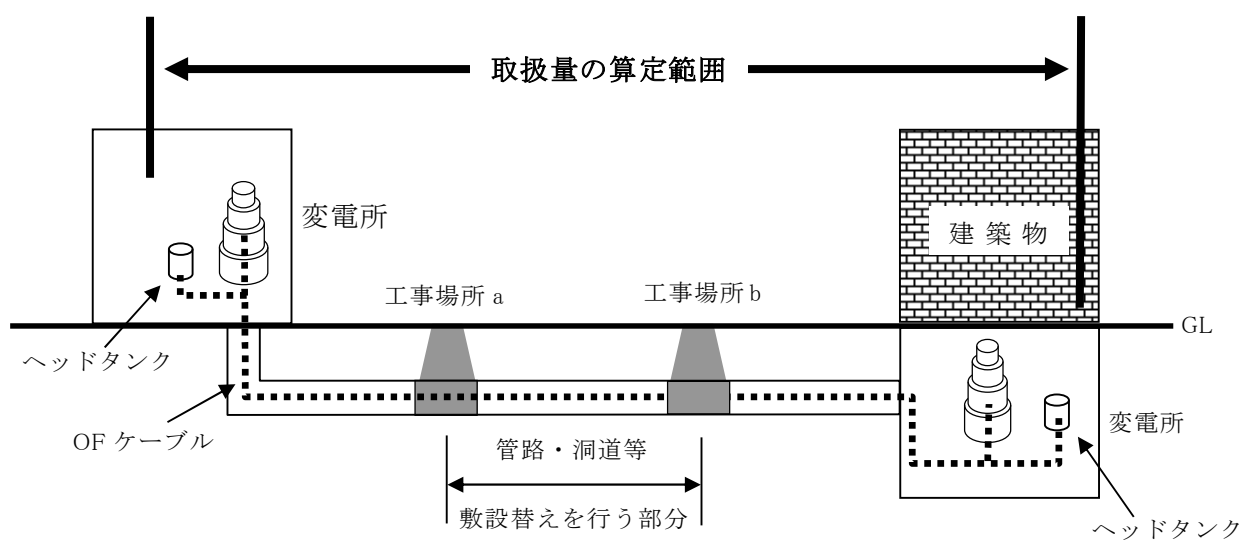 取扱量の算定範囲
変電所
建築物
工事場所 a
工事場所 b
GL
ヘッドタンク
OF ケーブル
管路・洞道等
変電所
敷設替えを行う部分
ヘッドタンク